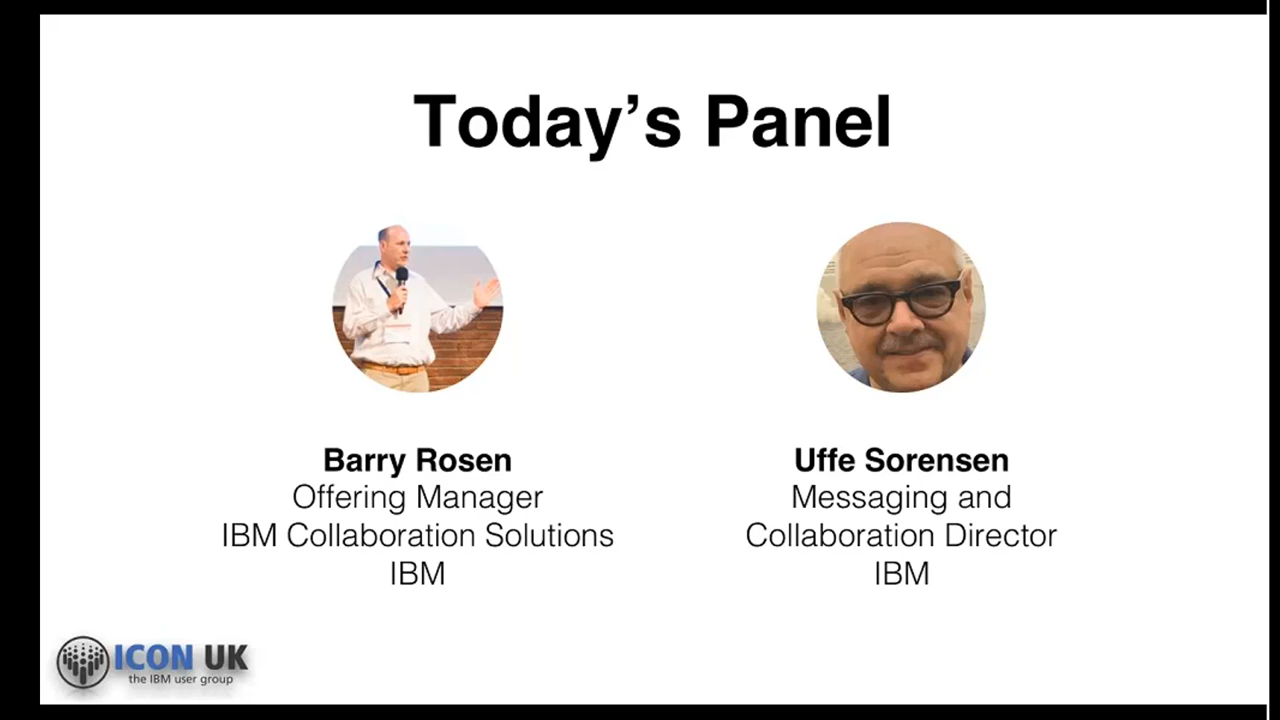 Today’s Panel
Barry Rosen
Offering Manager
IBM Collaboration Solutions
IBM
Uffe Sorensen
Messaging and
Collaboration Director
IBM
ICON UK
the IBM user group